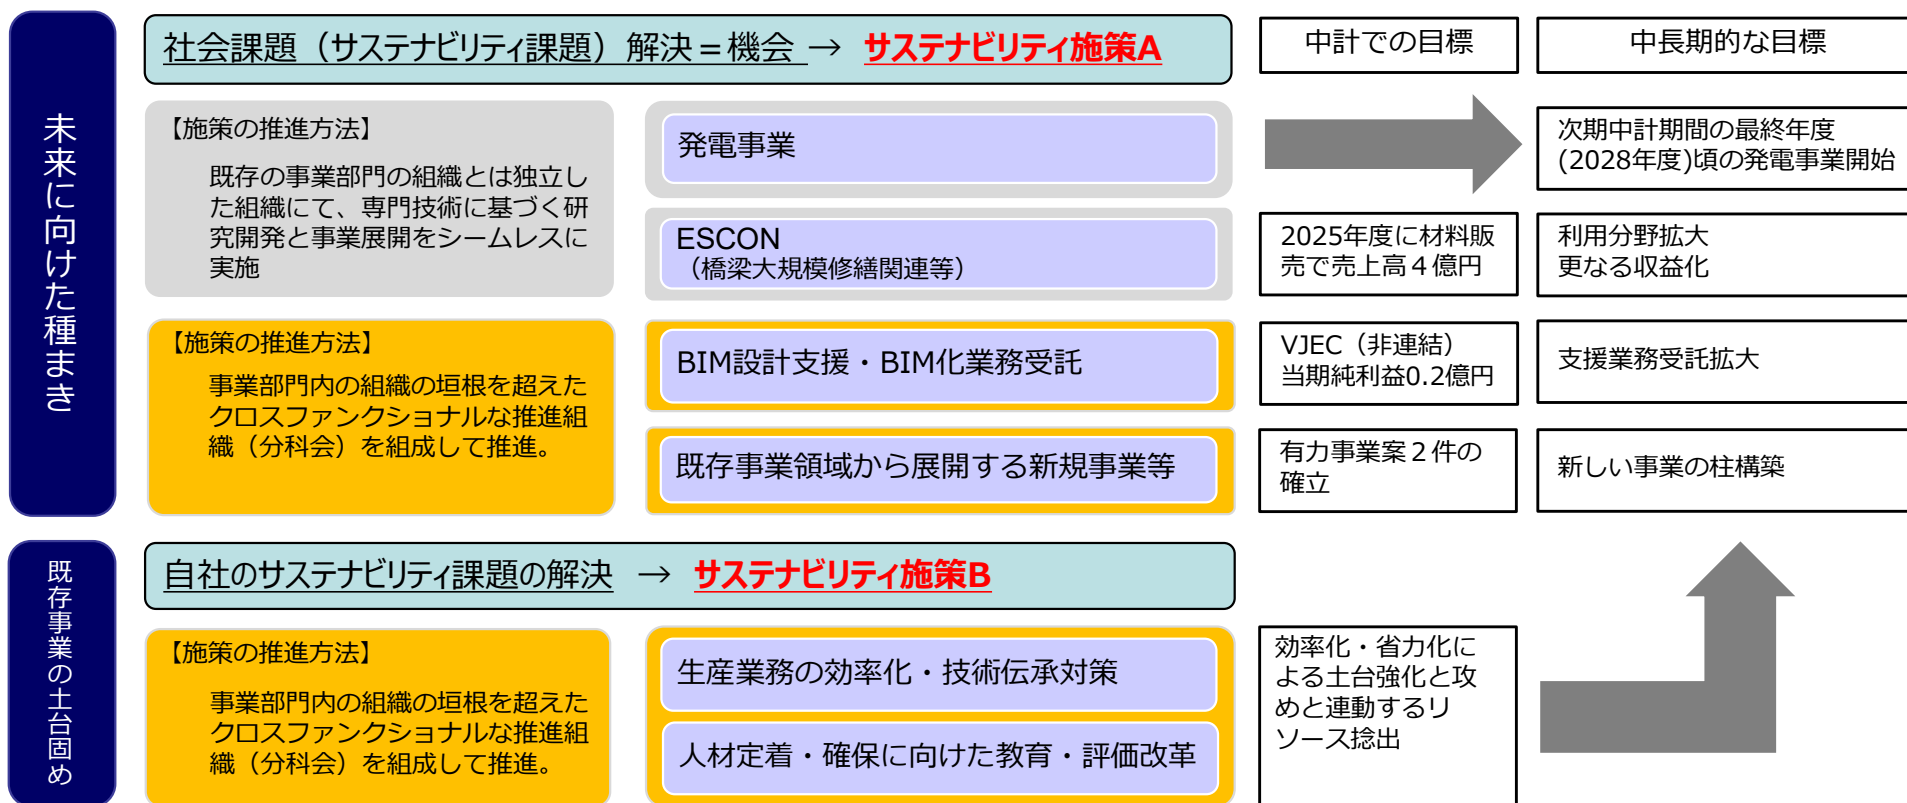 未来に向けた種まき
社会課題（サステナビリティ課題）解決＝機会 → サステナビリティ施策A
中計での目標
中長期的な目標
【施策の推進方法】
既存の事業部門の組織とは独立し
た組織にて、専門技術に基づく研
究開発と事業展開をシームレスに
実施
発電事業
次期中計期間の最終年度
(2028年度)頃の発電事業開始
ESCON
（橋梁大規模修繕関連等）
2025年度に材料販
売で売上高４億円
利用分野拡大
更なる収益化
【施策の推進方法】
事業部門内の組織の垣根を超えた
クロスファンクショナルな推進組
織（分科会）を組成して推進。
BIM設計支援・BIM化業務受託
VJEC（非連結）
当期純利益0.2億円
支援業務受託拡大
既存事業領域から展開する新規事業等
有力事業案２件の
確立
新しい事業の柱構築
既存事業の土台固め
自社のサステナビリティ課題の解決 → サステナビリティ施策B
【施策の推進方法】
事業部門内の組織の垣根を超えた
クロスファンクショナルな推進組
織（分科会）を組成して推進。
生産業務の効率化・技術伝承対策
人材定着・確保に向けた教育・評価改革
効率化・省力化に
よる土台強化と攻
めと連動するリ
ソース捻出